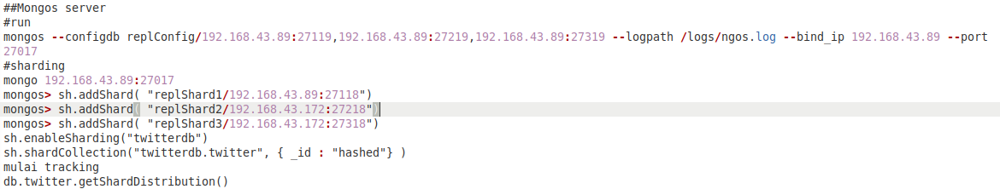 ##Mongos server
#run
mongos --configdb replConfig/192.168.43.89:27119,192.168.43.89:27219,192.168.43.89:27319 --logpath /logs/ngos.log --bind_ip 192.168.43.89 --port
27017
#sharding
mongo 192.168.43.89:27017
mongos> sh.addShard( "replShard1/192.168.43.89:27118")
mongos> sh.addShard( "replShard2/192.168.43.172:27218")
mongos> sh.addShard( "replShard3/192.168.43.172:27318")
sh.enableSharding("twitterdb")
sh.shardCollection("twitterdb.twitter", { _id : "hashed"} )
mulai tracking
db.twitter.getShardDistribution()